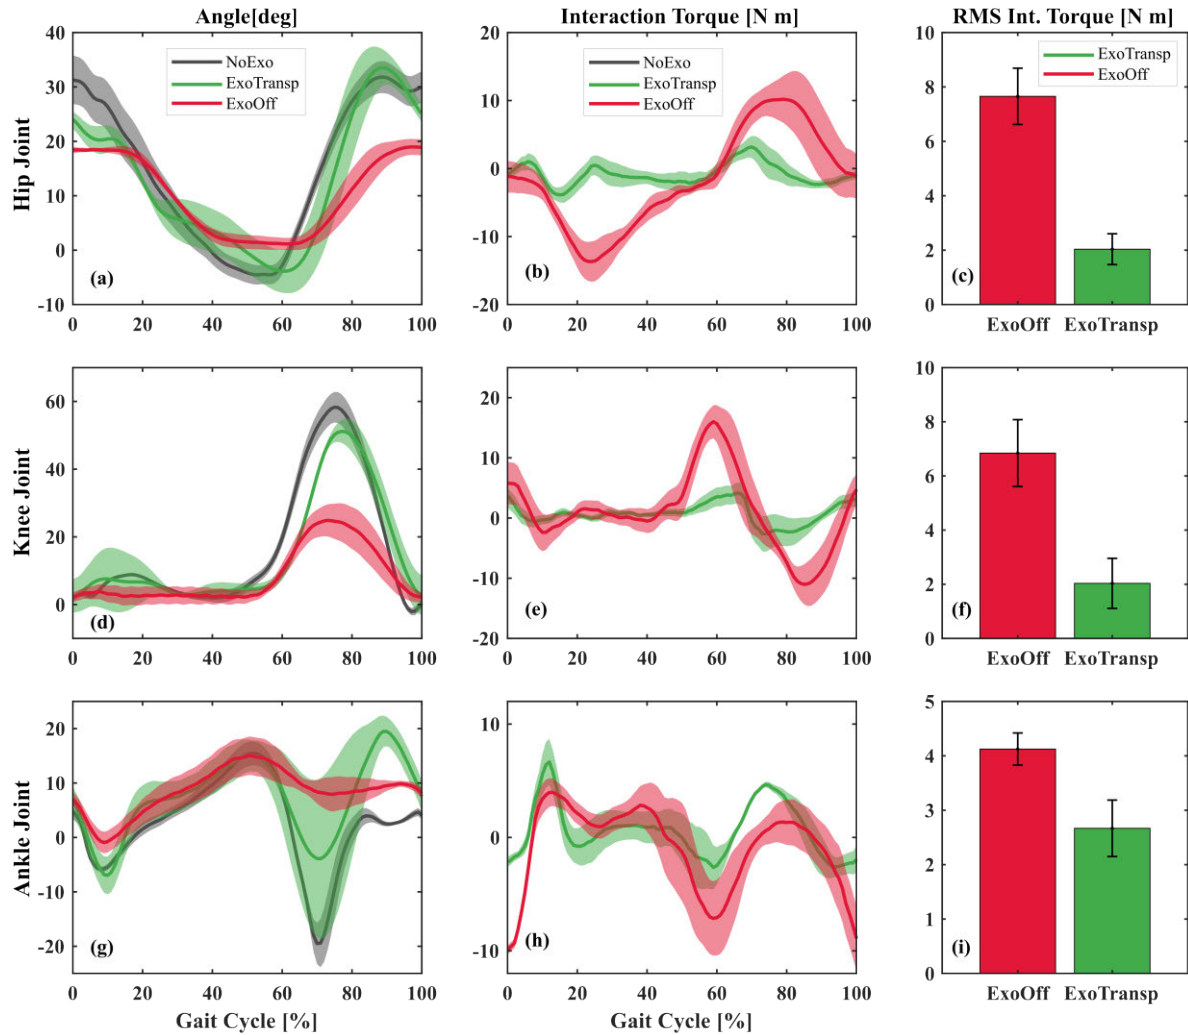 Angle[deg]
Interaction Torque [N m]
RMS Int. Torque [N m]
Hip Joint
40
30
20
10
0
-10
NoExo
ExoTransp
ExoOff
(a)
0 20 40 60 80 100
20
10
0
-10
-20
NoExo
ExoTransp
ExoOff
(b)
0 20 40 60 80 100
10
8
6
4
2
0
ExoTransp
ExoOff
(c)
ExoOff ExoTransp
Knee Joint
60
40
20
0
(d)
0 20 40 60 80 100
20
10
0
-10
-20
(e)
0 20 40 60 80 100
10
8
6
4
2
0
(f)
ExoOff ExoTransp
Ankle Joint
20
10
0
-10
-20
(g)
0 20 40 60 80 100
Gait Cycle [%]
10
0
-10
(h)
0 20 40 60 80 100
Gait Cycle [%]
5
4
3
2
1
0
(i)
ExoOff ExoTransp